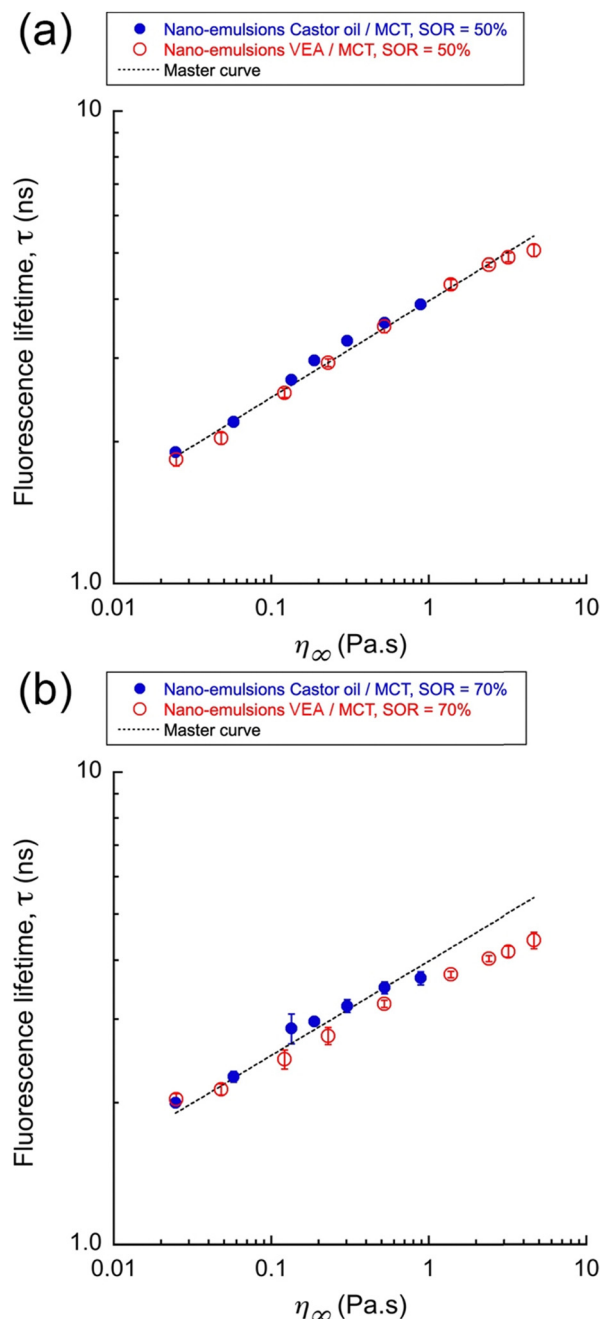 (a)
Nano-emulsions Castor oil / MCT, SOR = 50%
Nano-emulsions VEA / MCT, SOR = 50%
Master curve
10
Fluorescence lifetime, τ (ns)
1.0
0.01 0.1 1 10
η∞ (Pa.s)
(b)
Nano-emulsions Castor oil / MCT, SOR = 70%
Nano-emulsions VEA / MCT, SOR = 70%
Master curve
10
Fluorescence lifetime, τ (ns)
1.0
0.01 0.1 1 10
η∞ (Pa.s)